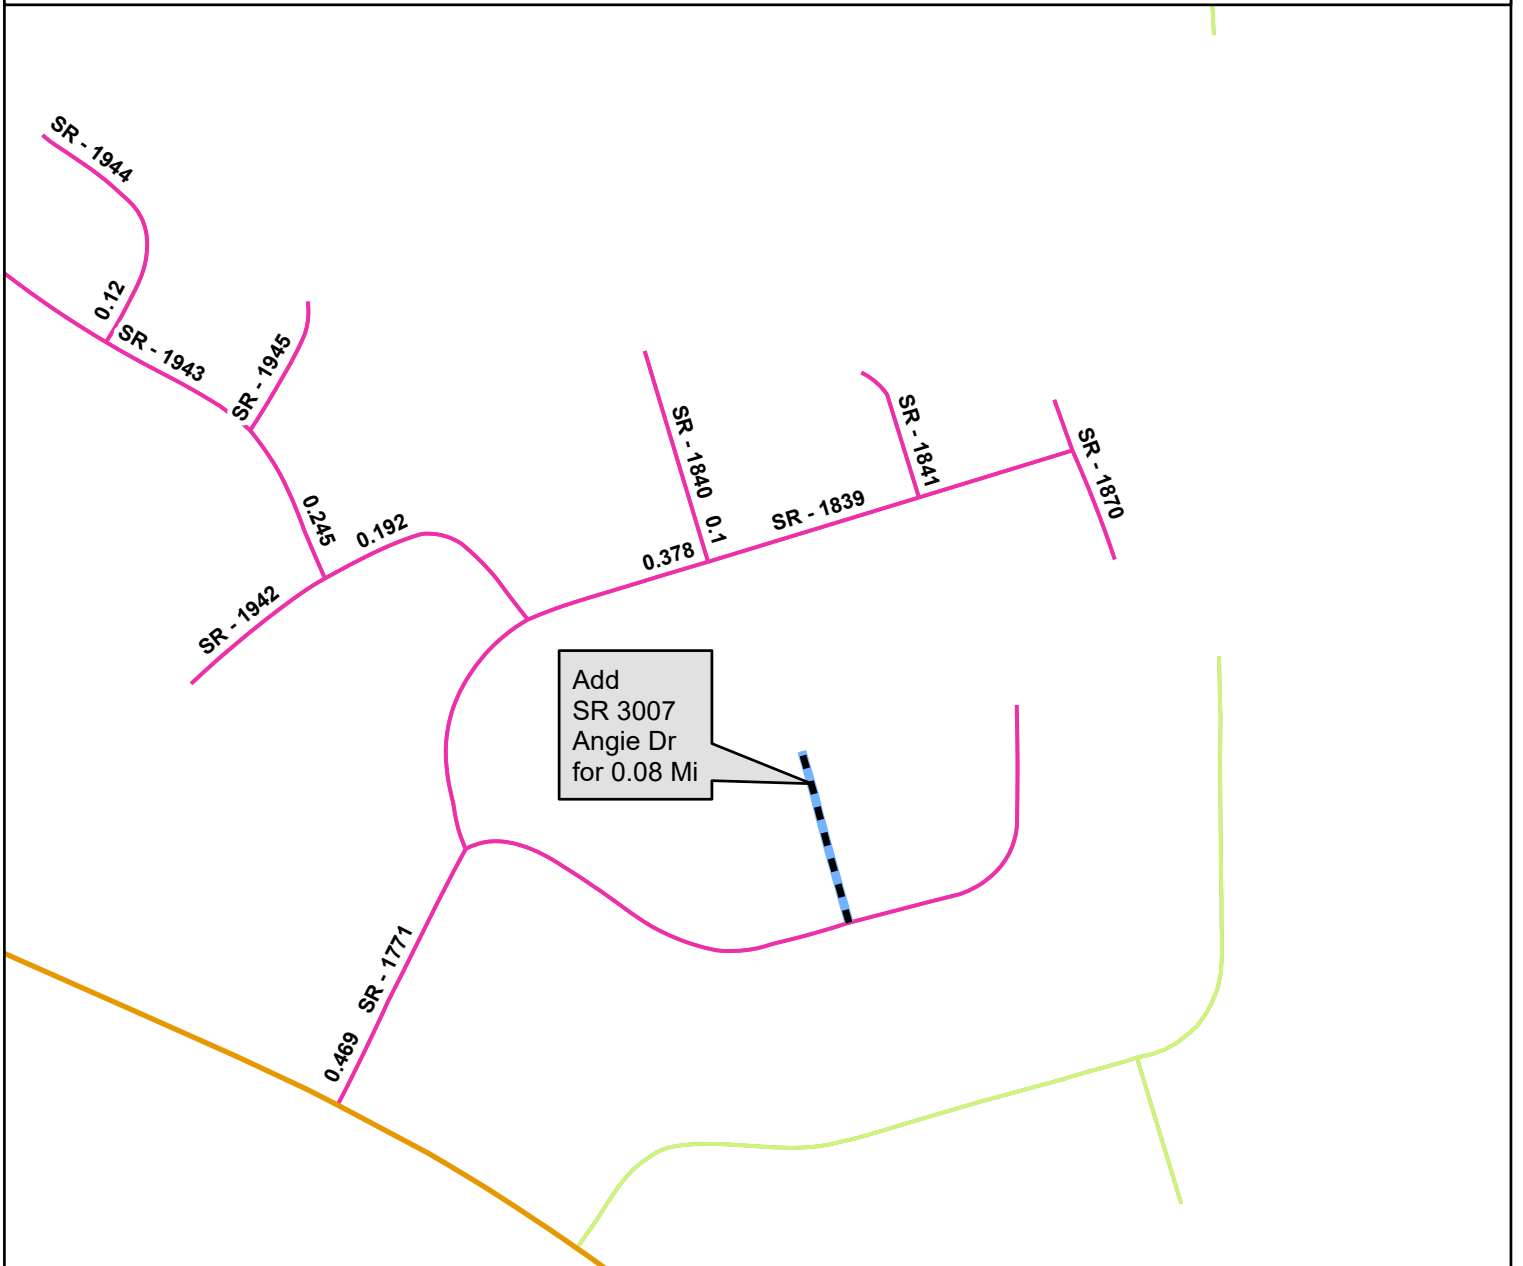 SR - 1944
0.12
SR - 1943
SR - 1945
0.245
0.192
SR - 1942
SR - 1840 0.1
SR - 1841
SR - 1870
SR - 1839
0.378
Add
SR 3007
Angie Dr
for 0.08 Mi
0.469 SR - 1771